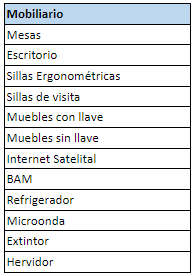 Mobiliario
Mesas
Escritorio
Sillas Ergonométricas
Sillas de visita
Muebles con llave
Muebles sin llave
Internet Satelital
BAM
Refrigerador
Microonda
Extintor
Hervidor